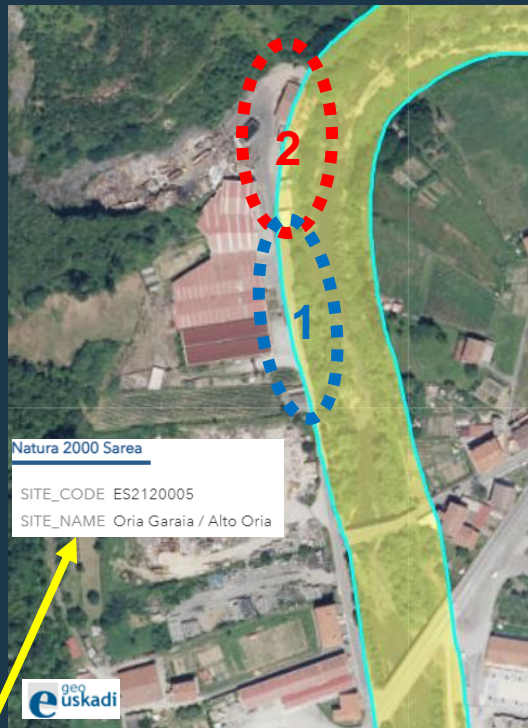 2
1
Natura 2000 Sarea
SITE_CODE ES2120005
SITE_NAME Oria Garaia / Alto Oria
geo
euskadi